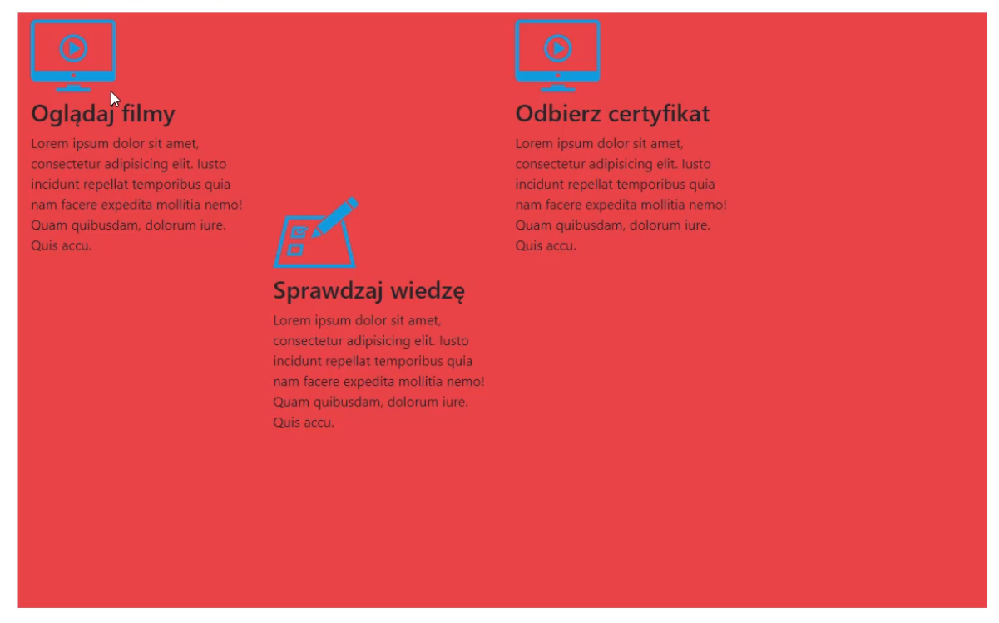 Oglądaj filmy
Lorem ipsum dolor sit amet,
consectetur adipisicing elit. Iusto
incidunt repellat temporibus quia
nam facere expedita mollitia nemo!
Quam quibusdam, dolorum iure.
Quis accu.
Sprawdzaj wiedzę
Lorem ipsum dolor sit amet,
consectetur adipisicing elit. Iusto
incidunt repellat temporibus quia
nam facere expedita mollitia nemo!
Quam quibusdam, dolorum iure.
Quis accu.
Odbierz certyfikat
Lorem ipsum dolor sit amet,
consectetur adipisicing elit. Iusto
incidunt repellat temporibus quia
nam facere expedita mollitia nemo!
Quam quibusdam, dolorum iure.
Quis accu.